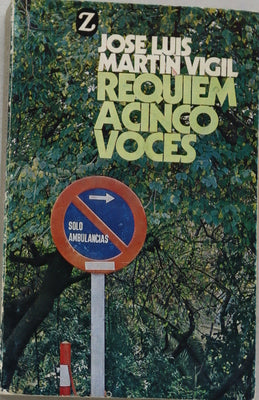 Z
JOSE LUIS
MARTIN VIGIL
REQUIEM
A CINCO
VOCES
SOLO
AMBULANCIAS